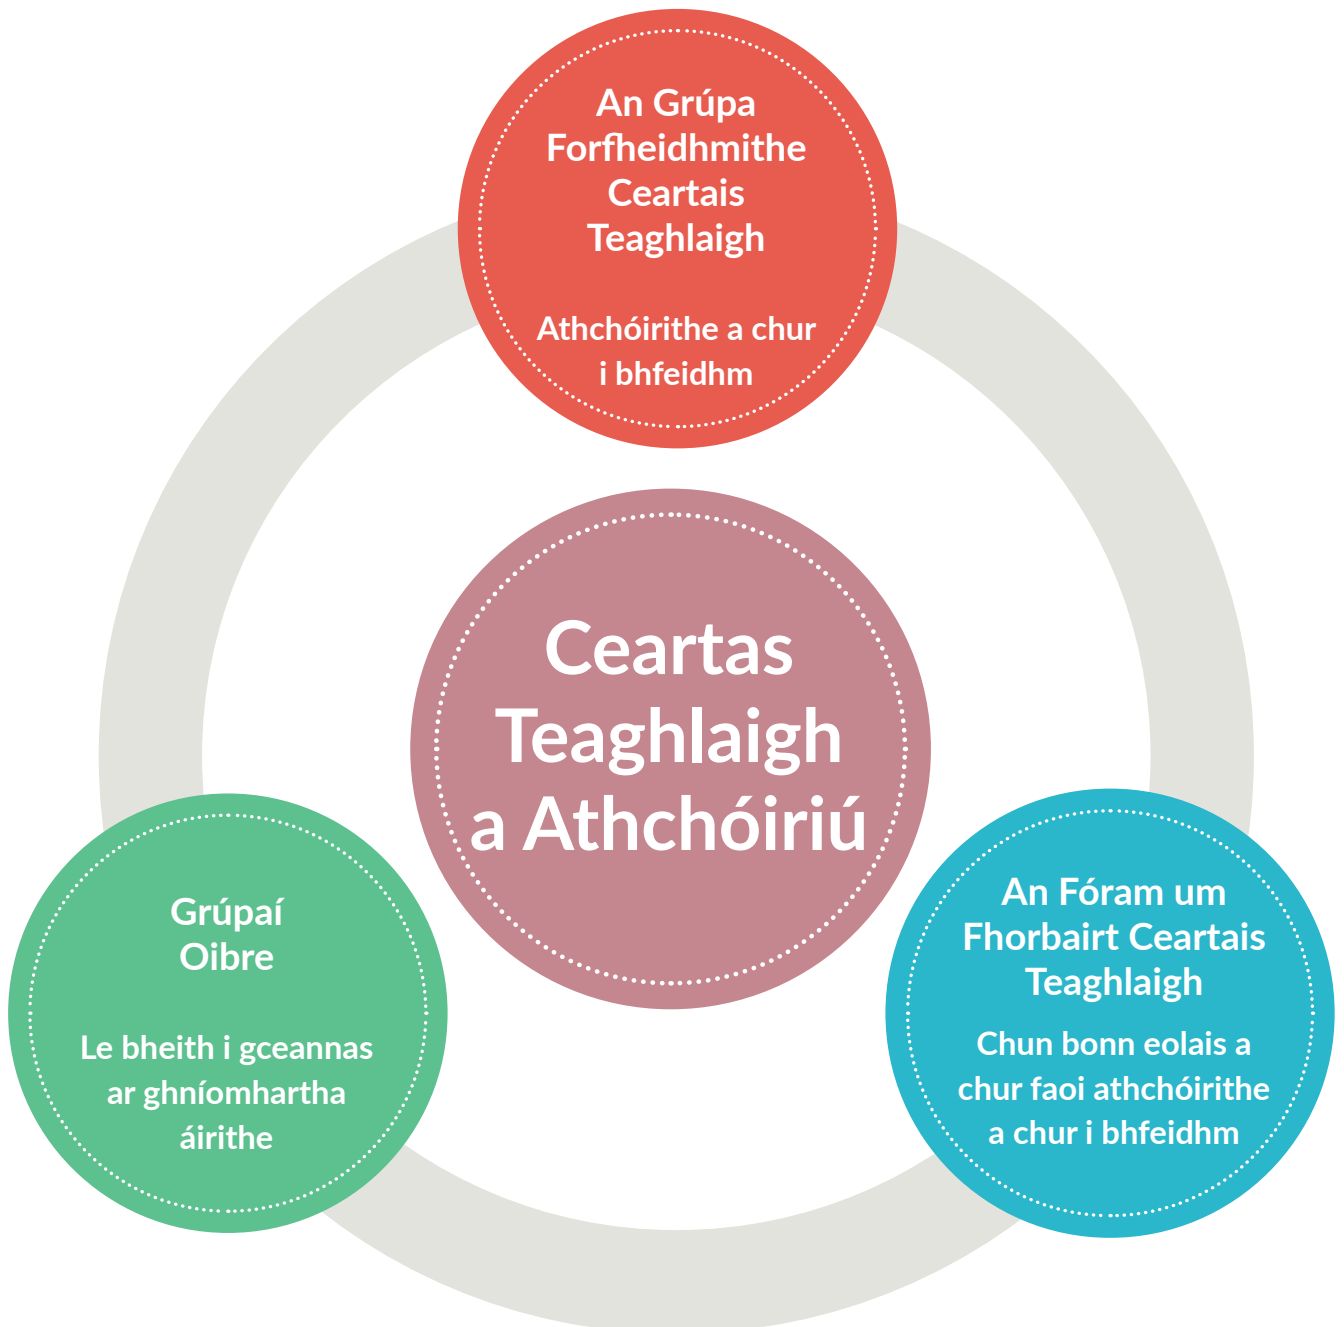 An Grúpa
Forfheidhmithe
Ceartais
Teaghlaigh
Athchóirithe a chur
i bhfeidhm
Ceartas
Teaghlaigh
a Athchóiriú
Grúpaí
Oibre
Le bheith i gceannas
ar ghníomhartha
áirithe
An Fóram um
Fhorbairt Ceartais
Teaghlaigh
Chun bonn eolais a
chur faoi athchóirithe
a chur i bhfeidhm